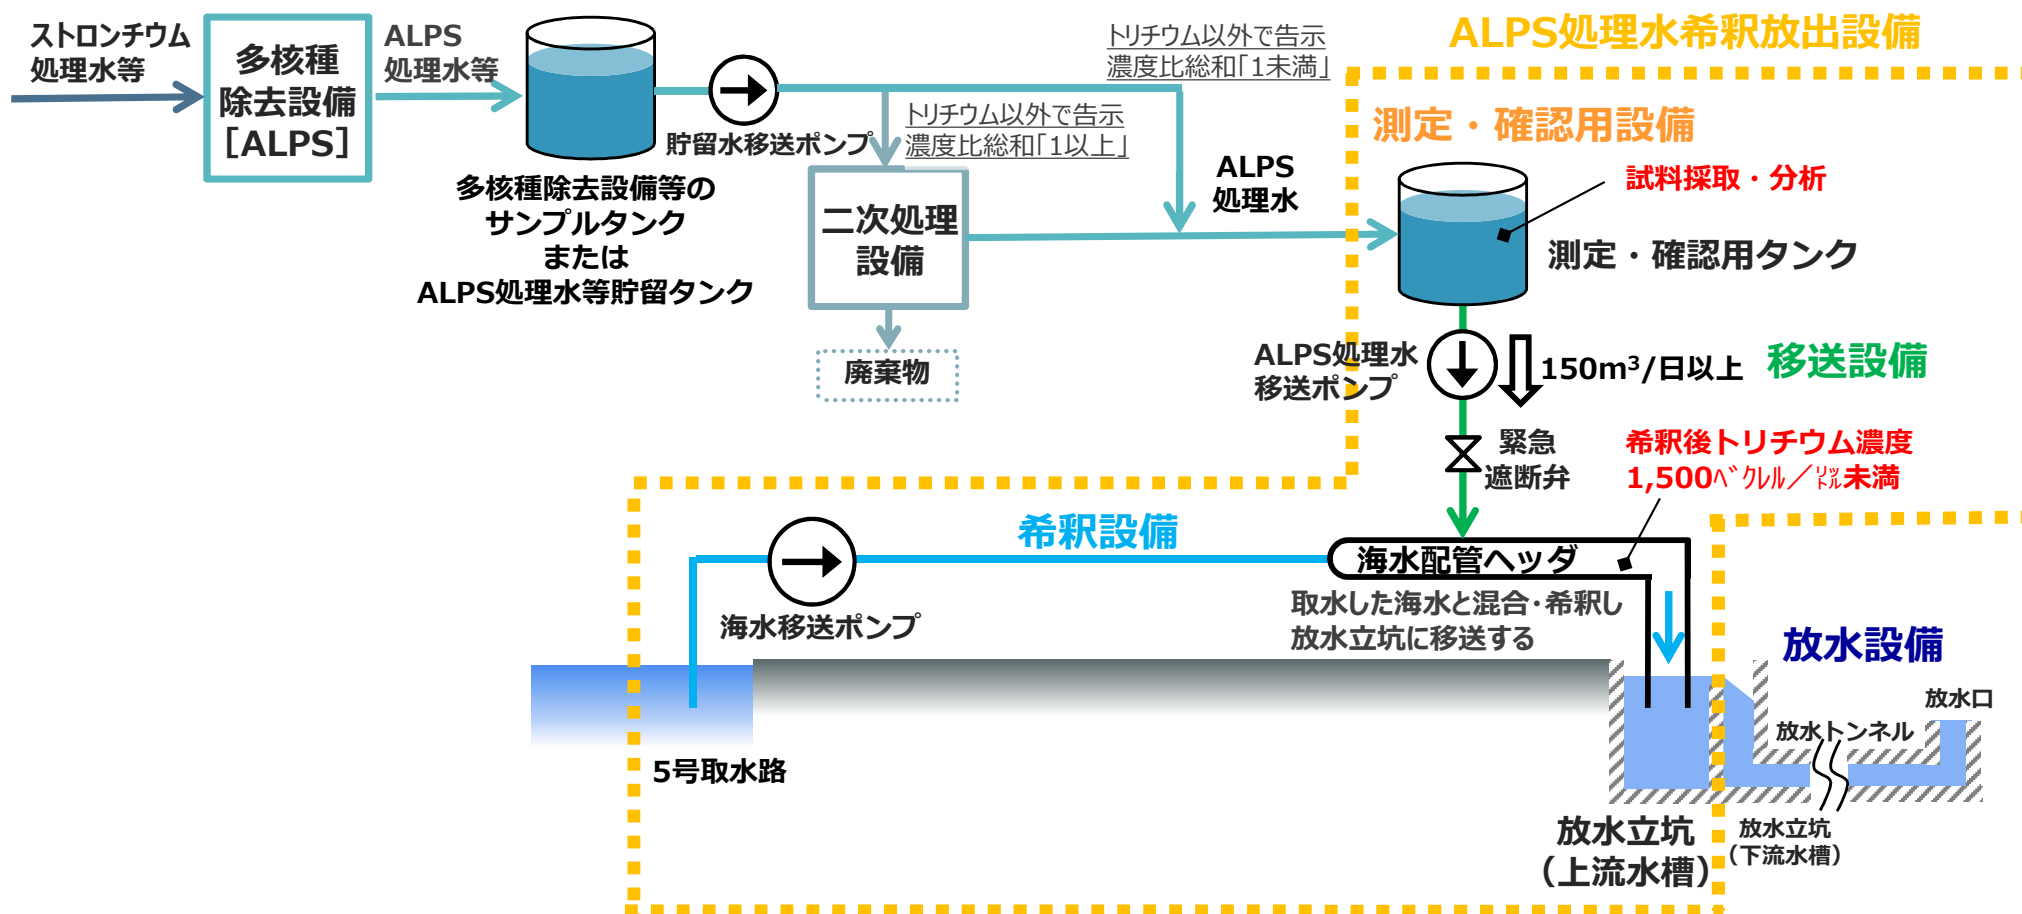 ストロンチウム
処理水等
多核種
除去設備
［ALPS］
ALPS
処理水等
貯留水移送ポンプ
多核種除去設備等の
サンプルタンク
または
ALPS処理水等貯留タンク
トリチウム以外で告示
濃度比総和｢1未満｣
トリチウム以外で告示
濃度比総和｢1以上｣
二次処理
設備
廃棄物
ALPS
処理水
ALPS処理水希釈放出設備
測定・確認用設備
試料採取・分析
測定・確認用タンク
ALPS処理水
移送ポンプ
150m³/日以上
移送設備
緊急
遮断弁
希釈後トリチウム濃度
1,500ﾍﾞｸﾚﾙ／㍑未満
希釈設備
海水移送ポンプ
海水配管ヘッダ
取水した海水と混合・希釈し
放水立坑に移送する
5号取水路
放水設備
放水口
放水トンネル
放水立坑
（上流水槽）
放水立坑
（下流水槽）